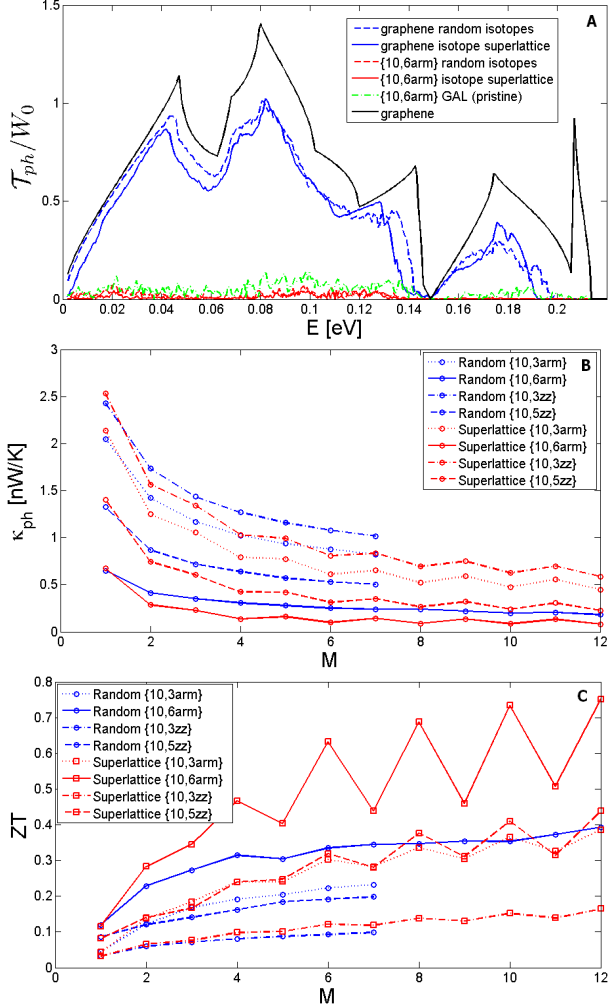 A
graphene random isotopes
graphene isotope superlattice
{10,6arm} random isotopes
{10,6arm} isotope superlattice
{10,6arm} GAL (pristine)
graphene
1.5
1
0.5
0
𝒯ph/W0
0.02 0.04 0.06 0.08 0.1 0.12 0.14 0.16 0.18 0.2
E [eV]
B
Random {10,3arm}
Random {10,6arm}
Random {10,3zz}
Random {10,5zz}
Superlattice {10,3arm}
Superlattice {10,6arm}
Superlattice {10,3zz}
Superlattice {10,5zz}
3
2.5
2
1.5
1
0.5
0
κph [nW/K]
0 2 4 6 8 10 12
M
C
Random {10,3arm}
Random {10,6arm}
Random {10,3zz}
Random {10,5zz}
Superlattice {10,3arm}
Superlattice {10,6arm}
Superlattice {10,3zz}
Superlattice {10,5zz}
0.8
0.7
0.6
0.5
0.4
0.3
0.2
0.1
0
ZT
0 2 4 6 8 10 12
M